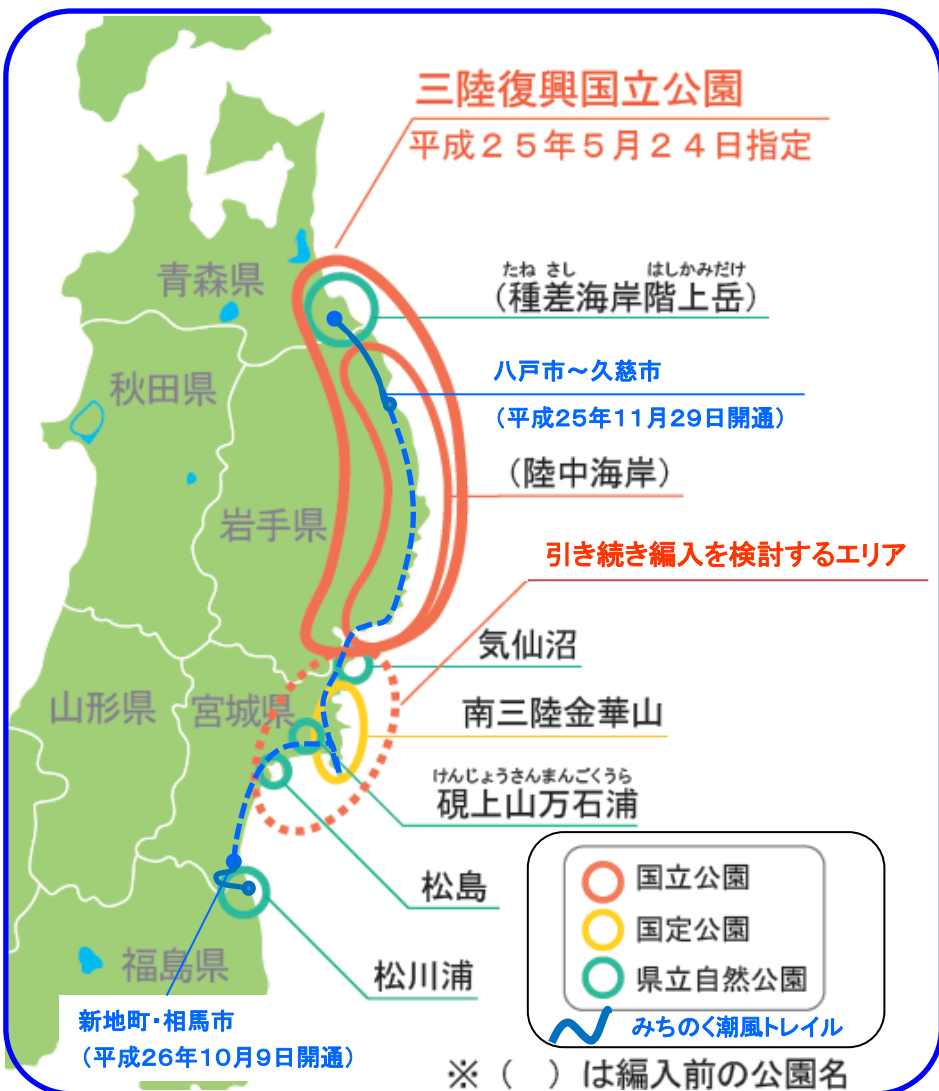 三陸復興国立公園
平成２５年５月２４日指定
青森県
たね さし はしかみだけ
（種差海岸階上岳）
秋田県
八戸市～久慈市
（平成25年11月29日開通）
（陸中海岸）
岩手県
引き続き編入を検討するエリア
気仙沼
山形県
宮城県
南三陸金華山
けんじょうさんまんごくうら
硯上山万石浦
松島
国立公園
国定公園
県立自然公園
みちのく潮風トレイル
福島県
松川浦
新地町・相馬市
（平成26年10月9日開通）
※（ ）は編入前の公園名